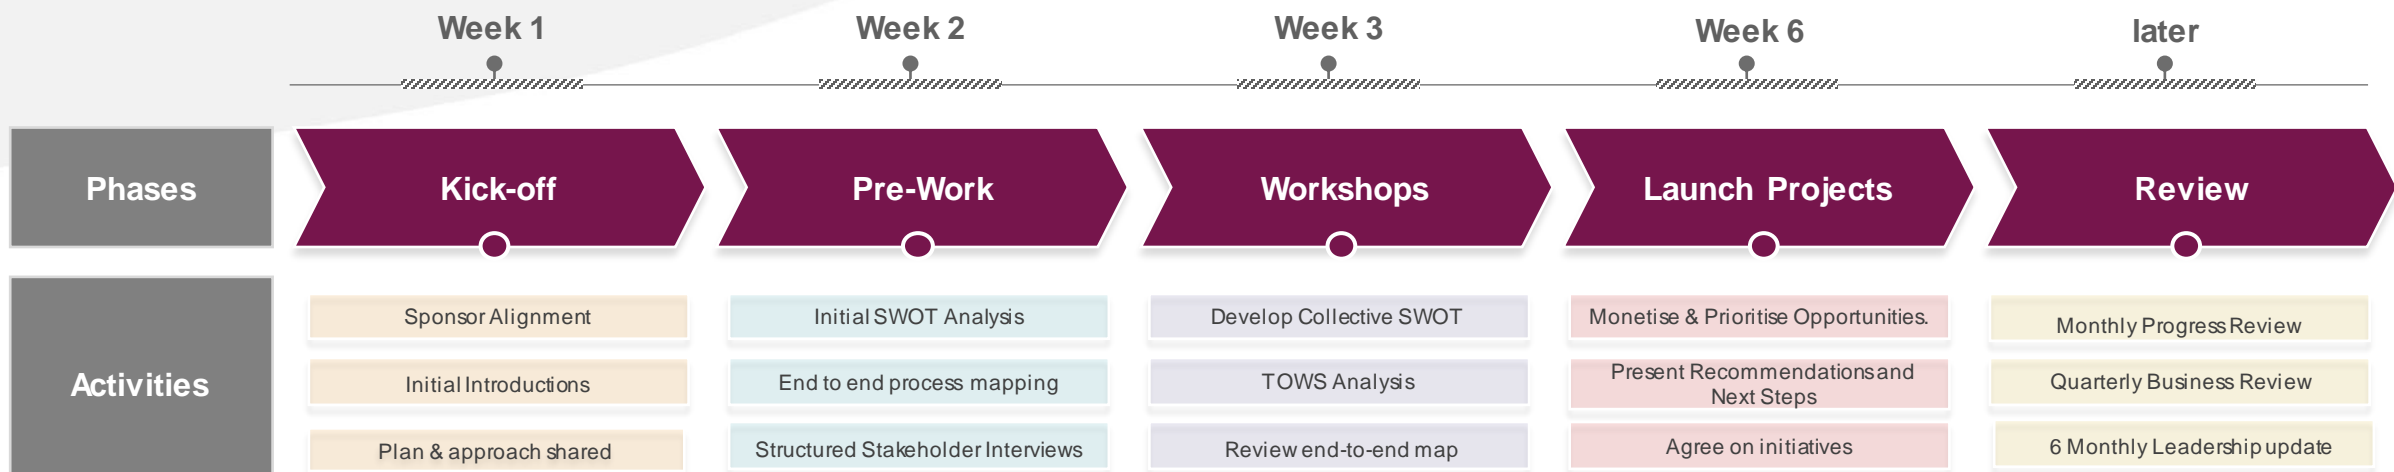 Week 1
Week 2
Week 3
Week 6
later
Phases
Kick-off
Pre-Work
Workshops
Launch Projects
Review
Activities
Sponsor Alignment
Initial SWOT Analysis
Develop Collective SWOT
Monetise & Prioritise Opportunities.
Monthly Progress Review
Initial Introductions
End to end process mapping
TOWS Analysis
Present Recommendations and
Next Steps
Quarterly Business Review
Plan & approach shared
Structured Stakeholder Interviews
Review end-to-end map
Agree on initiatives
6 Monthly Leadership update